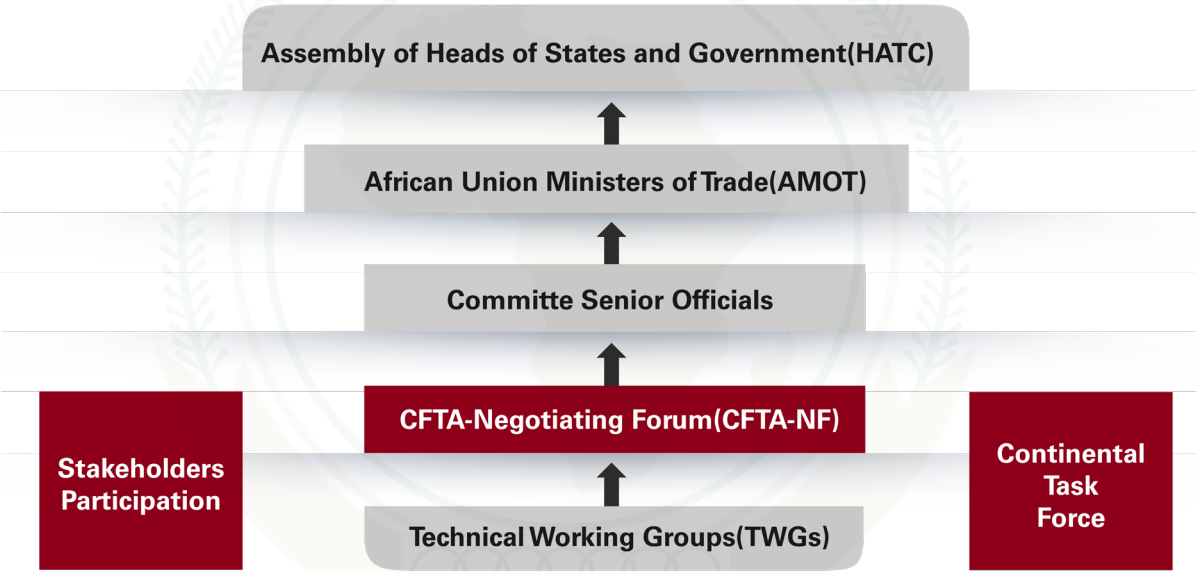 Assembly of Heads of States and Government(HATC)
African Union Ministers of Trade(AMOT)
Committe Senior Officials
CFTA-Negotiating Forum(CFTA-NF)
Stakeholders
Participation
Continental
Task
Force
Technical Working Groups(TWGs)